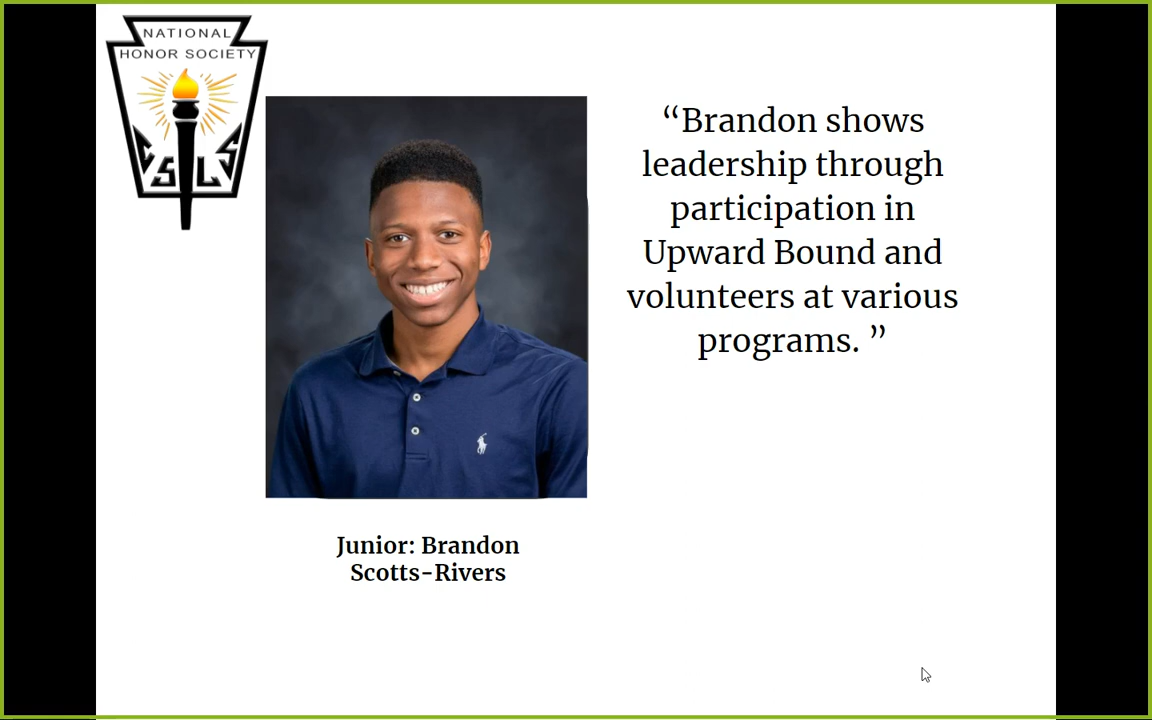 NATIONAL
HONOR SOCIETY
C S L S
“Brandon shows
leadership through
participation in
Upward Bound and
volunteers at various
programs. ”
Junior: Brandon
Scotts-Rivers